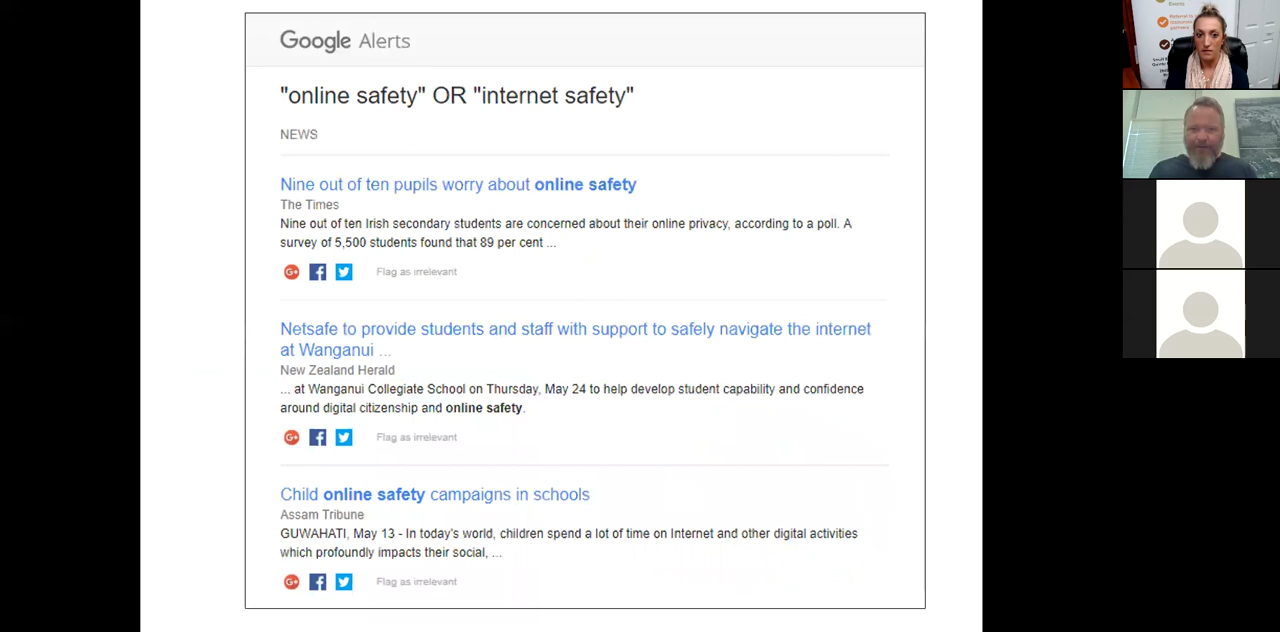 Google Alerts
"online safety" OR "internet safety"
NEWS
Nine out of ten pupils worry about online safety
The Times
Nine out of ten Irish secondary students are concerned about their online privacy, according to a poll. A
survey of 5,500 students found that 89 per cent ...
G+ f Flag as irrelevant
Netsafe to provide students and staff with support to safely navigate the internet
at Wanganui ...
New Zealand Herald
... at Wanganui Collegiate School on Thursday, May 24 to help develop student capability and confidence
around digital citizenship and online safety.
G+ f Flag as irrelevant
Child online safety campaigns in schools
Assam Tribune
GUWAHATI, May 13 - In today's world, children spend a lot of time on Internet and other digital activities
which profoundly impacts their social, ...
G+ f Flag as irrelevant